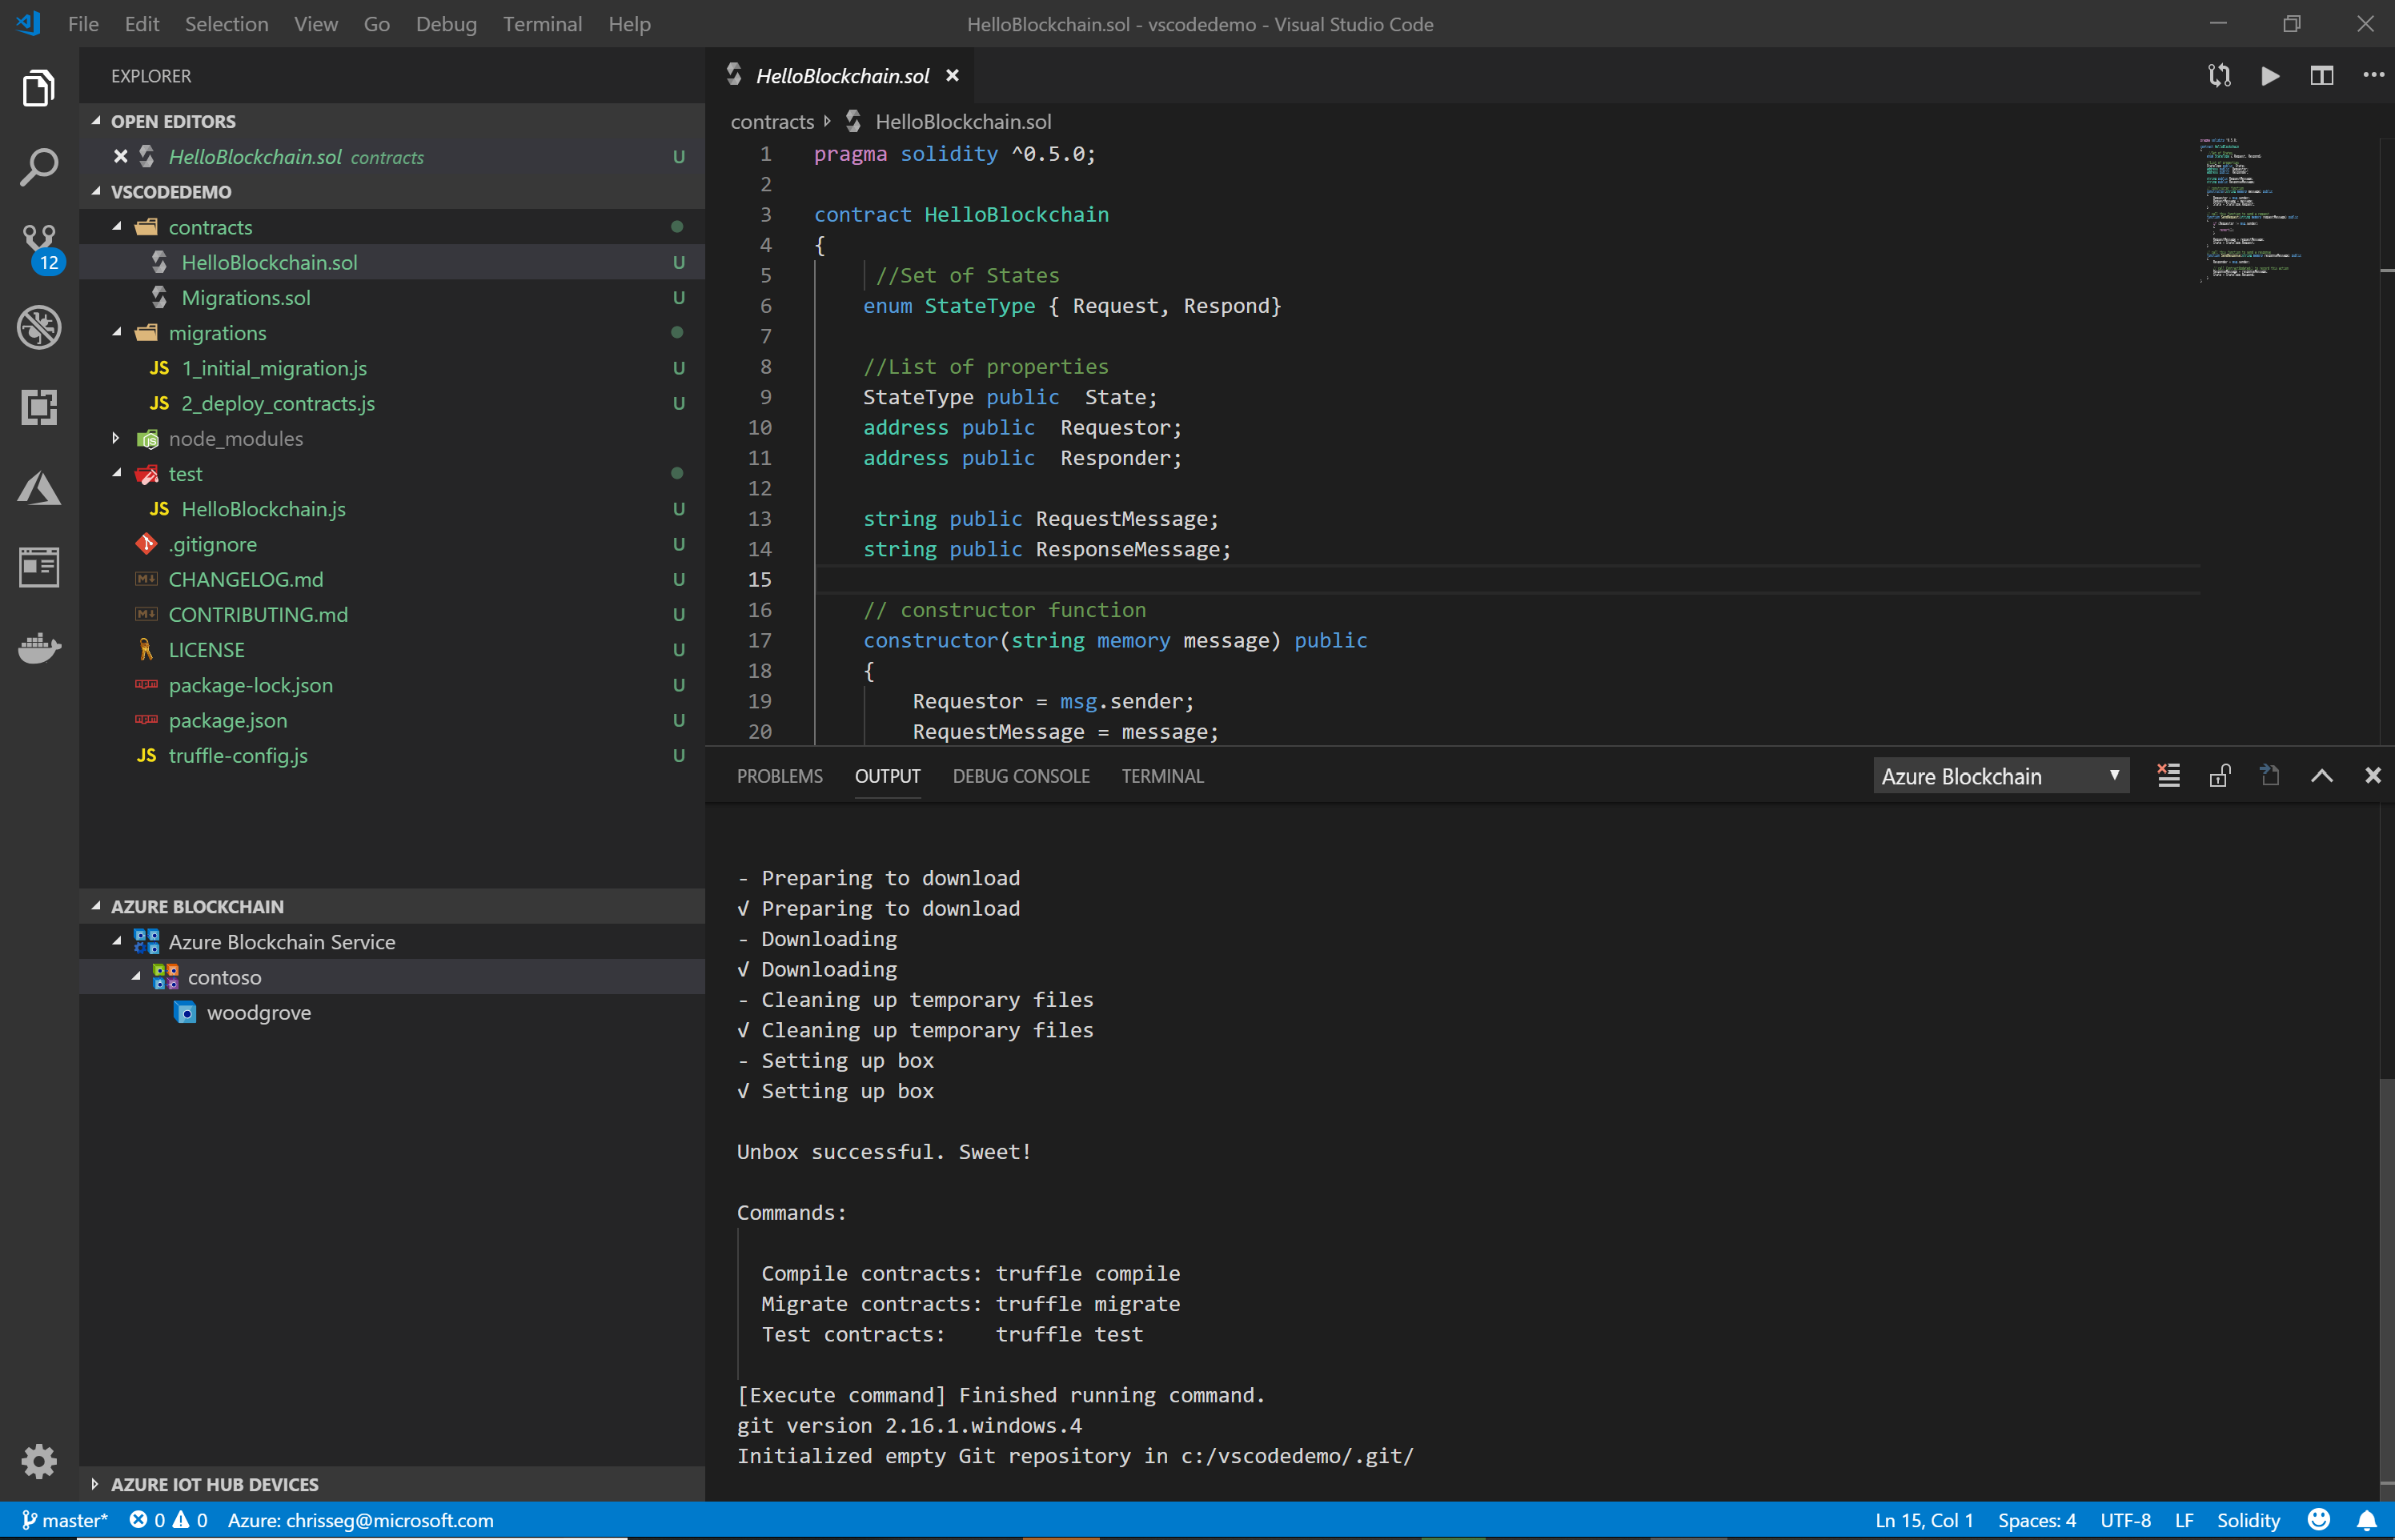 File Edit Selection View Go Debug Terminal Help
HelloBlockchain.sol - vscodedemo - Visual Studio Code
EXPLORER
OPEN EDITORS
HelloBlockchain.sol contracts U
VSCODEDEMO
contracts
HelloBlockchain.sol U
Migrations.sol U
migrations
JS 1_initial_migration.js U
JS 2_deploy_contracts.js U
node_modules
test
JS HelloBlockchain.js U
.gitignore U
CHANGELOG.md U
CONTRIBUTING.md U
LICENSE U
package-lock.json U
package.json U
JS truffle-config.js U
12
AZURE BLOCKCHAIN
Azure Blockchain Service
contoso
woodgrove
AZURE IOT HUB DEVICES
HelloBlockchain.sol
contracts HelloBlockchain.sol
1 pragma solidity ^0.5.0;
2
3 contract HelloBlockchain
4 {
5 //Set of States
6 enum StateType { Request, Respond}
7
8 //List of properties
9 StateType public  State;
10 address public  Requestor;
11 address public  Responder;
12
13 string public RequestMessage;
14 string public ResponseMessage;
15
16 // constructor function
17 constructor(string memory message) public
18 {
19 Requestor = msg.sender;
20 RequestMessage = message;
PROBLEMS OUTPUT DEBUG CONSOLE TERMINAL
Azure Blockchain
- Preparing to download
√ Preparing to download
- Downloading
√ Downloading
- Cleaning up temporary files
√ Cleaning up temporary files
- Setting up box
√ Setting up box
Unbox successful. Sweet!
Commands:
Compile contracts: truffle compile
Migrate contracts: truffle migrate
Test contracts:    truffle test
[Execute command] Finished running command.
git version 2.16.1.windows.4
Initialized empty Git repository in c:/vscodedemo/.git/
master* 0 0 Azure: chrisseg@microsoft.com
Ln 15, Col 1 Spaces: 4 UTF-8 LF Solidity